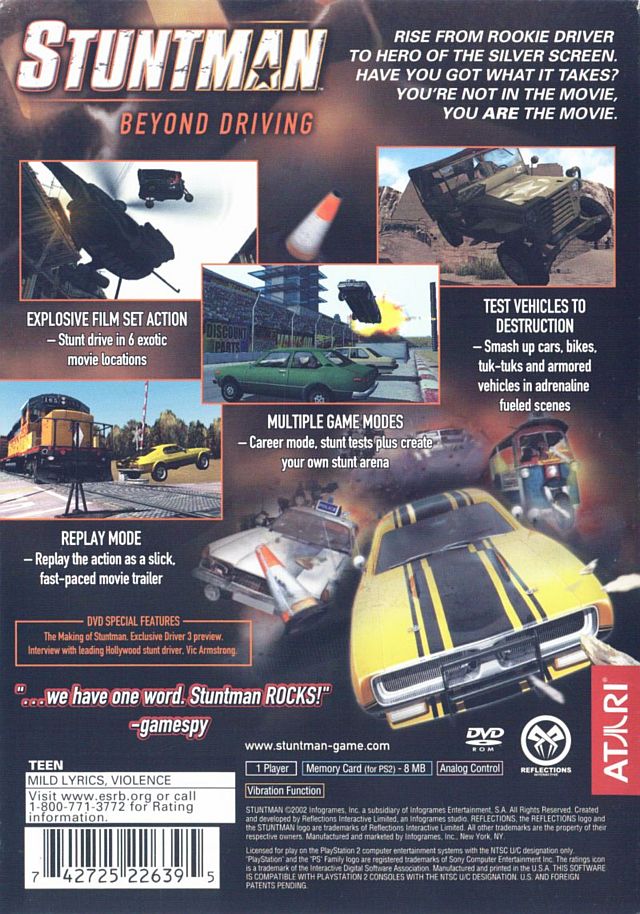 STUNTMAN
BEYOND DRIVING
RISE FROM ROOKIE DRIVER
TO HERO OF THE SILVER SCREEN.
HAVE YOU GOT WHAT IT TAKES?
YOU'RE NOT IN THE MOVIE,
YOU ARE THE MOVIE.
EXPLOSIVE FILM SET ACTION
– Stunt drive in 6 exotic
movie locations
DISCOUNT
PARTS
TEST VEHICLES TO
DESTRUCTION
– Smash up cars, bikes,
tuk-tuks and armored
vehicles in adrenaline
fueled scenes
MULTIPLE GAME MODES
– Career mode, stunt tests plus create
your own stunt arena
REPLAY MODE
– Replay the action as a slick,
fast-paced movie trailer
POLICE
DVD SPECIAL FEATURES
The Making of Stuntman. Exclusive Driver 3 preview.
Interview with leading Hollywood stunt driver, Vic Armstrong.
"...we have one word. Stuntman ROCKS!"
-gamespy
www.stuntman-game.com
DVD
ROM
REFLECTIONS
INTERACTIVE
ATARI
TEEN
MILD LYRICS, VIOLENCE
Visit www.esrb.org or call
1-800-771-3772 for Rating
information.
1 Player
Memory Card (for PS2) - 8 MB
Analog Control
Vibration Function
STUNTMAN ©2002 Infogrames, Inc. a subsidiary of Infogrames Entertainment, S.A. All Rights Reserved. Created
and developed by Reflections Interactive Limited, an Infogrames studio. REFLECTIONS, the REFLECTIONS logo and
the STUNTMAN logo are trademarks of Reflections Interactive Limited. All other trademarks are the property of their
respective owners. Manufactured and marketed by Infogrames, Inc., New York, NY.
Licensed for play on the PlayStation 2 computer entertainment systems with the NTSC U/C designation only.
"PlayStation" and the "PS" Family logo are registered trademarks of Sony Computer Entertainment Inc. The ratings icon
is a trademark of the Interactive Digital Software Association. Manufactured and printed in the U.S.A. THIS SOFTWARE
IS COMPATIBLE WITH PLAYSTATION 2 CONSOLES WITH THE NTSC U/C DESIGNATION. U.S. AND FOREIGN
PATENTS PENDING.
7 42725 22639 5